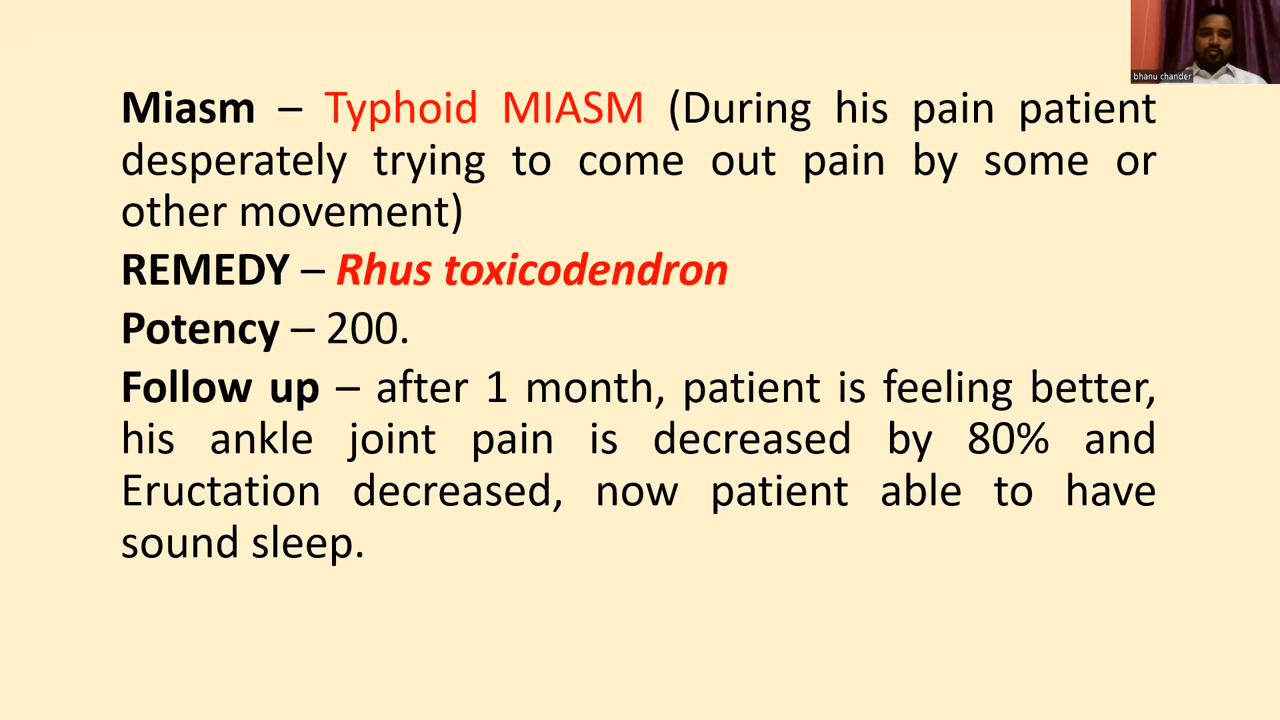 bhanu chander
Miasm – Typhoid MIASM (During his pain patient
desperately trying to come out pain by some or
other movement)
REMEDY – Rhus toxicodendron
Potency – 200.
Follow up – after 1 month, patient is feeling better,
his ankle joint pain is decreased by 80% and
Eructation decreased, now patient able to have
sound sleep.